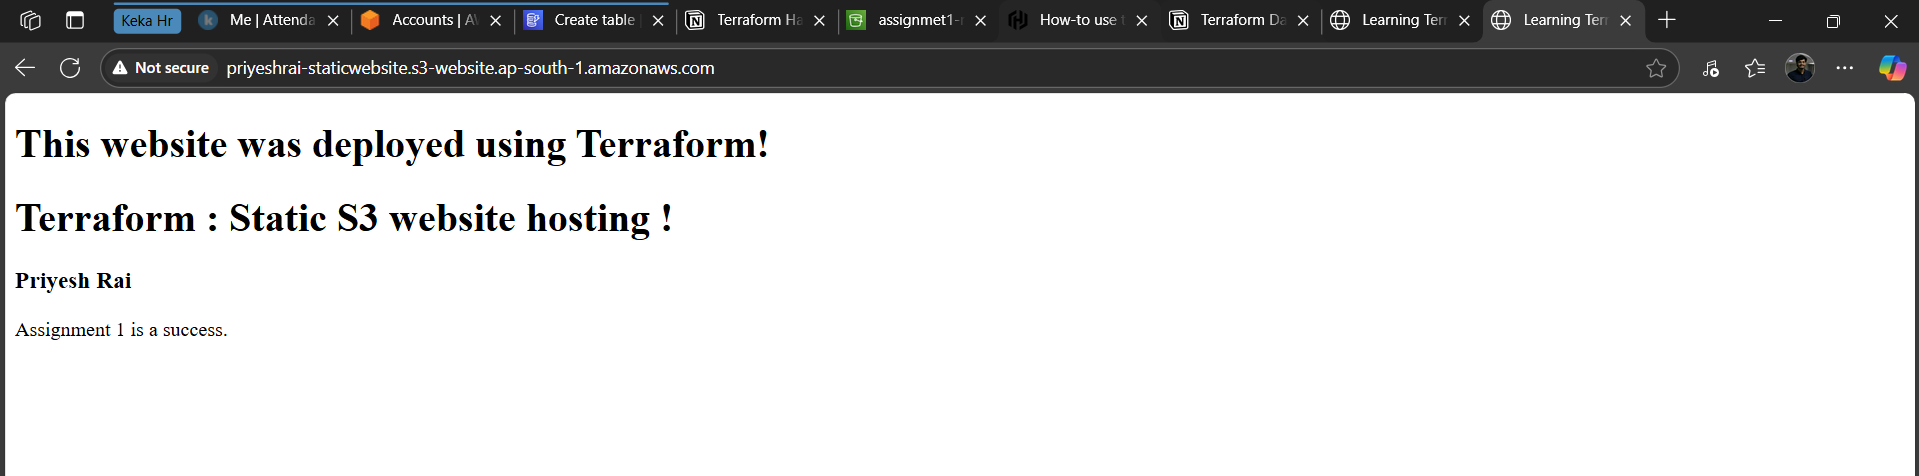 Keka Hr
Me | Attenda
Accounts | A
Create table
Terraform Ha
assignmet1-
How-to use
Terraform Da
Learning Ter
Learning Ter
Not secure
priyeshrai-staticwebsite.s3-website.ap-south-1.amazonaws.com
This website was deployed using Terraform!
Terraform : Static S3 website hosting !
Priyesh Rai
Assignment 1 is a success.